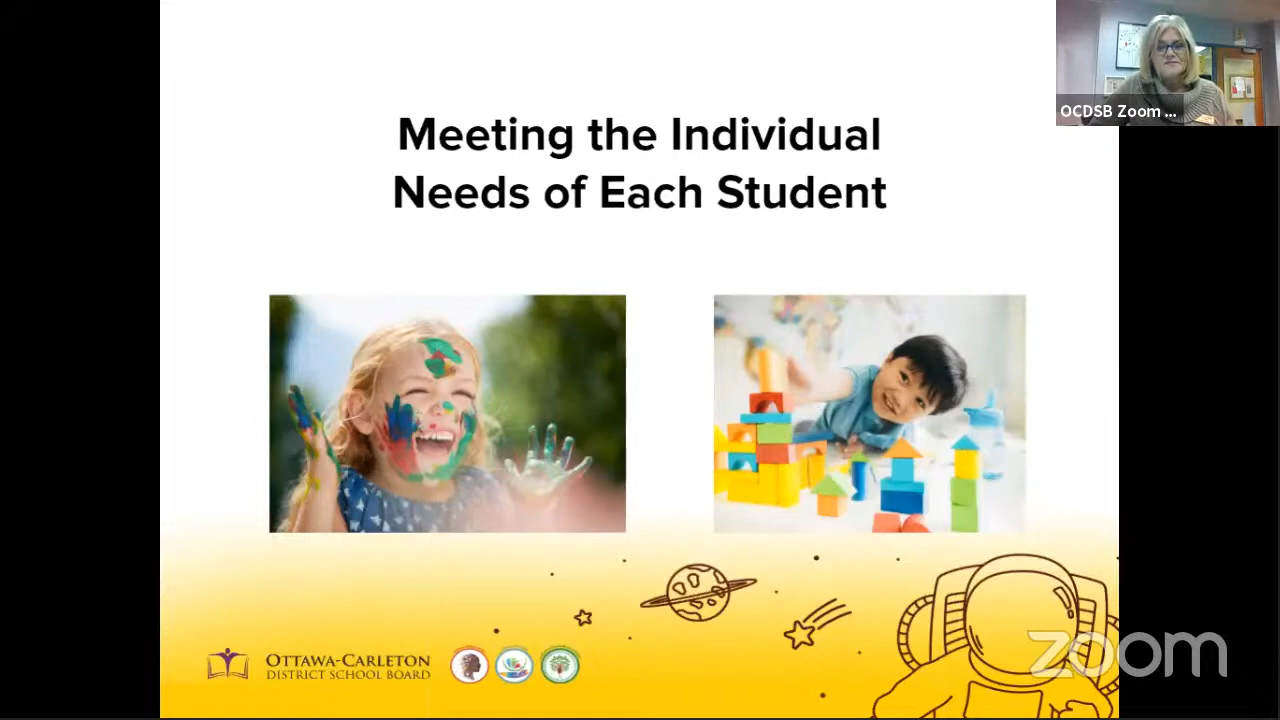 OCDSB Zoom ...
Meeting the Individual
Needs of Each Student
OTTAWA-CARLETON
DISTRICT SCHOOL BOARD
zoom